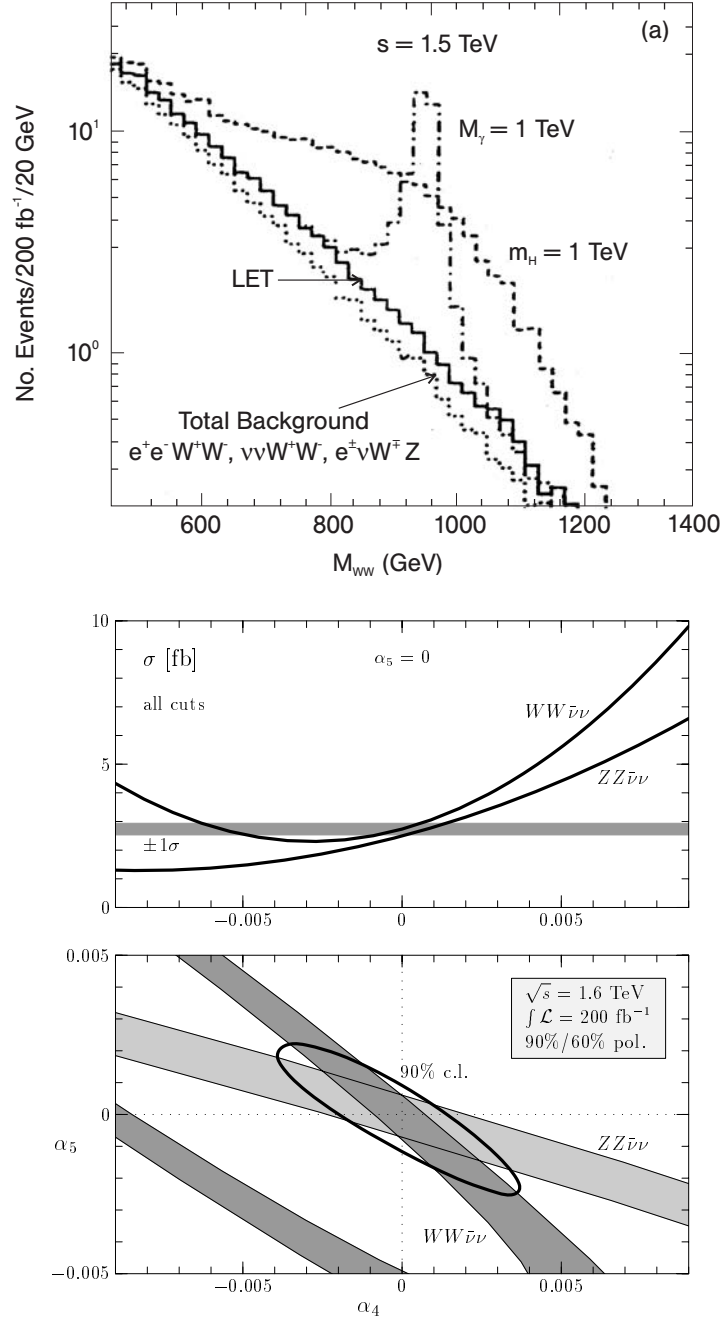 (a)
s = 1.5 TeV
No. Events/200 fb⁻¹/20 GeV
10¹
10⁰
Mγ = 1 TeV
m_H = 1 TeV
LET
Total Background
e⁺e⁻W⁺W⁻, ννW⁺W⁻, e±νW∓Z
600
800
1000
1200
1400
M_WW (GeV)
10
5
0
σ [fb]
α₅ = 0
all cuts
WWν̄ν
ZZν̄ν
±1σ
−0.005
0
0.005
0.005
0
−0.005
α₅
√s = 1.6 TeV
∫ℒ = 200 fb⁻¹
90%/60% pol.
90% c.l.
ZZν̄ν
WWν̄ν
−0.005
0
0.005
α₄